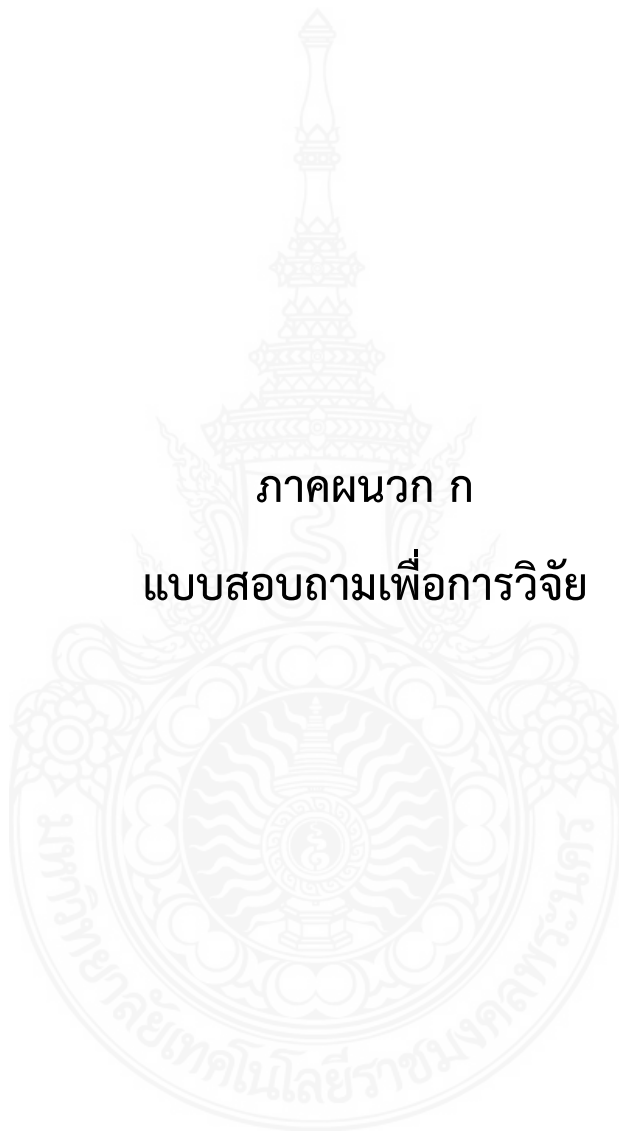 ภาคผนวก ก
แบบสอบถามเพื่อการวิจัย
มหาวิทยาลัยเทคโนโลยีราชมงคลพระนคร